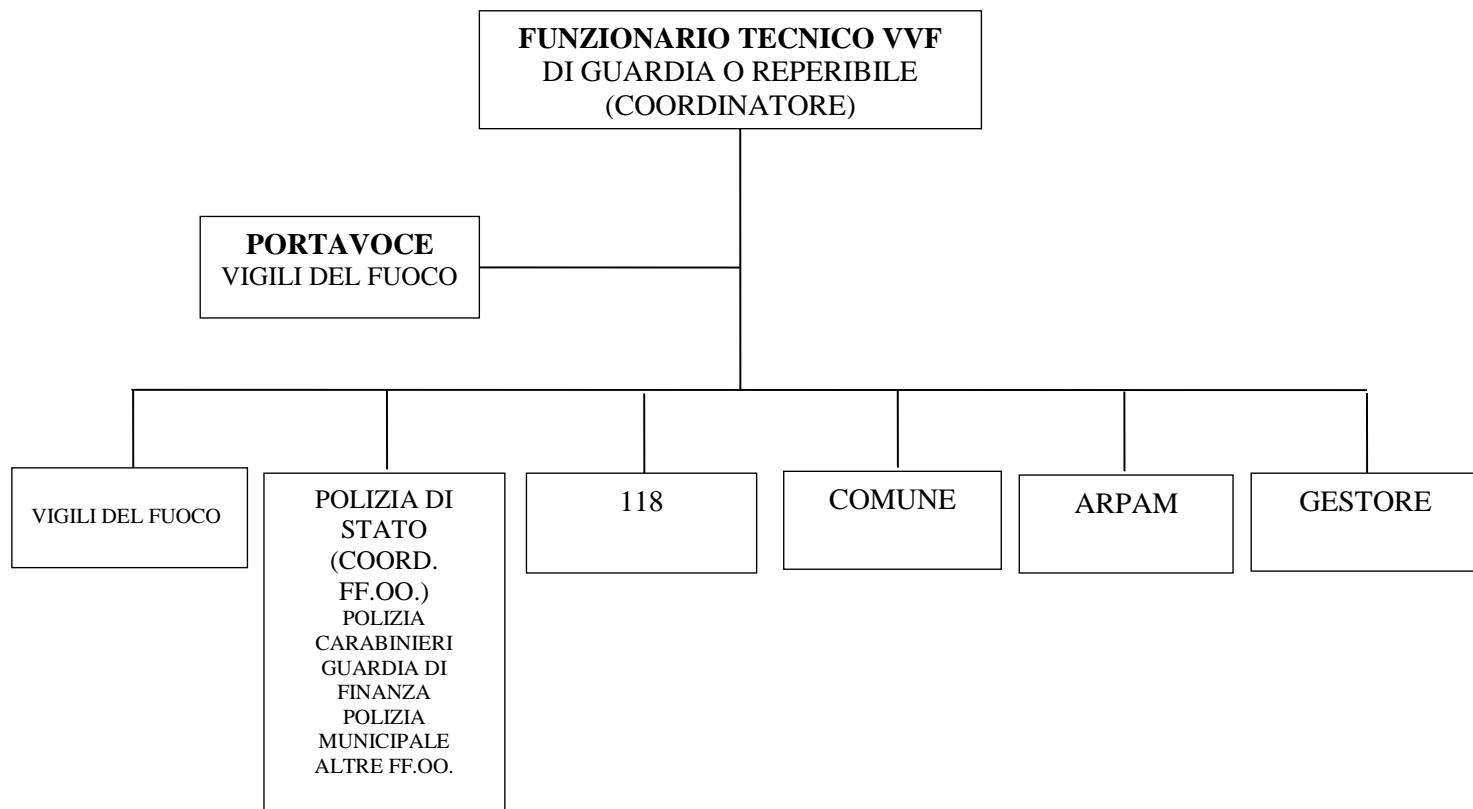 FUNZIONARIO TECNICO VVF
DI GUARDIA O REPERIBILE
(COORDINATORE)
PORTAVOCE
VIGILI DEL FUOCO
VIGILI DEL FUOCO
POLIZIA DI
STATO
(COORD.
FF.OO.)
POLIZIA
CARABINIERI
GUARDIA DI
FINANZA
POLIZIA
MUNICIPALE
ALTRE FF.OO.
118
COMUNE
ARPAM
GESTORE